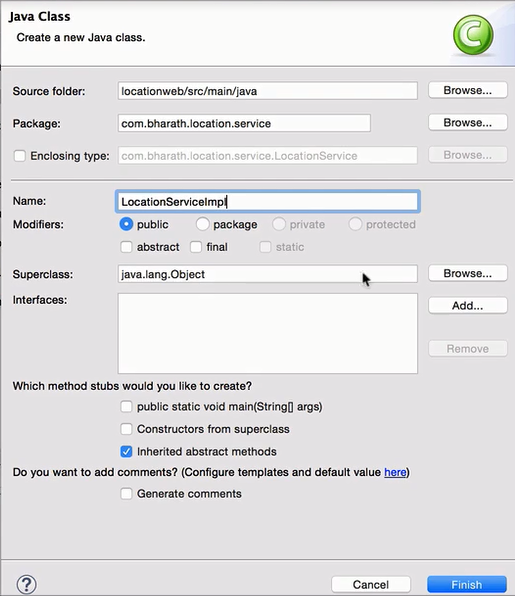 Java Class
Create a new Java class.
C
Source folder: locationweb/src/main/java Browse...
Package: com.bharath.location.service Browse...
Enclosing type: com.bharath.location.service.LocationService Browse...
Name: LocationServiceImpl
Modifiers: public package private protected
abstract final static
Superclass: java.lang.Object Browse...
Interfaces: Add...
Remove
Which method stubs would you like to create?
public static void main(String[] args)
Constructors from superclass
Inherited abstract methods
Do you want to add comments? (Configure templates and default value here)
Generate comments
? Cancel Finish